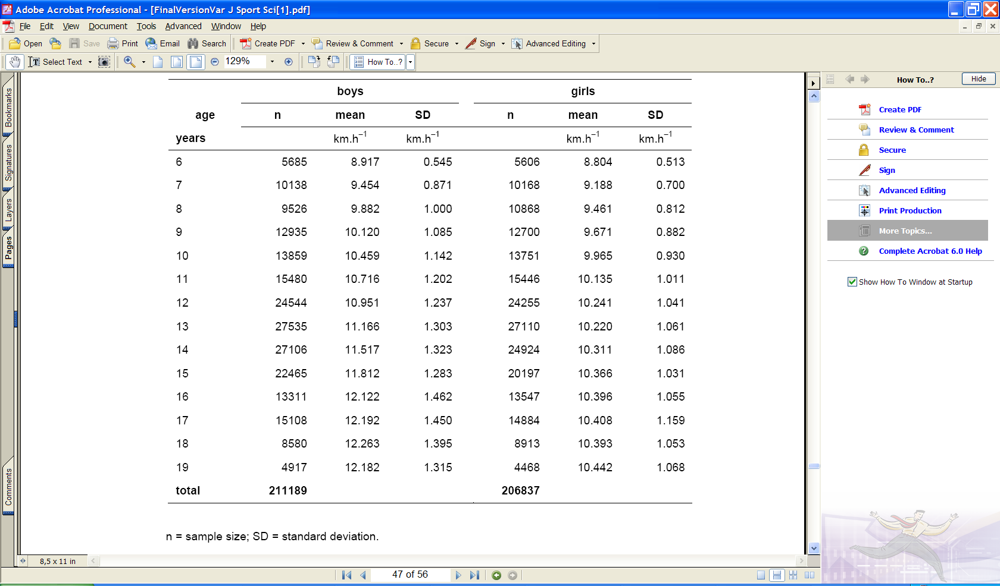 Adobe Acrobat Professional - [FinalVersionVar J Sport Sci[1].pdf]
File Edit View Document Tools Advanced Window Help
Open Save Print Email Search Create PDF Review & Comment Secure Sign Advanced Editing
Select Text 129% How To..?
Bookmarks
Signatures
Layers
Pages
Comments
boys girls
age n mean SD n mean SD
years km.h⁻¹ km.h⁻¹ km.h⁻¹ km.h⁻¹
6 5685 8.917 0.545 5606 8.804 0.513
7 10138 9.454 0.871 10168 9.188 0.700
8 9526 9.882 1.000 10868 9.461 0.812
9 12935 10.120 1.085 12700 9.671 0.882
10 13859 10.459 1.142 13751 9.965 0.930
11 15480 10.716 1.202 15446 10.135 1.011
12 24544 10.951 1.237 24255 10.241 1.041
13 27535 11.166 1.303 27110 10.220 1.061
14 27106 11.517 1.323 24924 10.311 1.086
15 22465 11.812 1.283 20197 10.366 1.031
16 13311 12.122 1.462 13547 10.396 1.055
17 15108 12.192 1.450 14884 10.408 1.159
18 8580 12.263 1.395 8913 10.393 1.053
19 4917 12.182 1.315 4468 10.442 1.068
total 211189 206837
n = sample size; SD = standard deviation.
How To..? Hide
Create PDF
Review & Comment
Secure
Sign
Advanced Editing
Print Production
More Topics...
Complete Acrobat 6.0 Help
Show How To Window at Startup
8,5 x 11 in
47 of 56